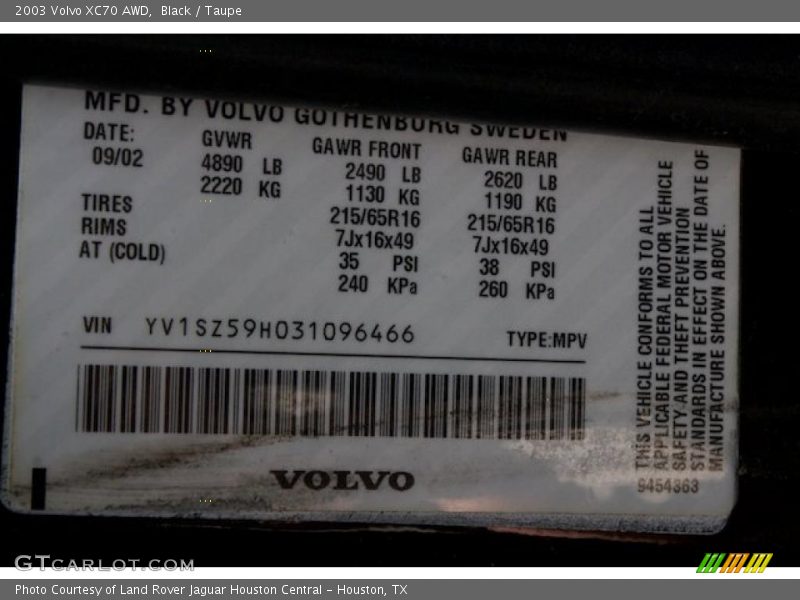 2003 Volvo XC70 AWD, Black / Taupe
MFD. BY VOLVO GOTHENBURG SWEDEN
DATE: GVWR GAWR FRONT GAWR REAR
09/02 4890 LB 2490 LB 2620 LB
2220 KG 1130 KG 1190 KG
TIRES 215/65R16 215/65R16
RIMS 7Jx16x49 7Jx16x49
AT (COLD) 35 PSI 38 PSI
240 KPa 260 KPa
VIN YV1SZ59H031096466 TYPE:MPV
VOLVO
THIS VEHICLE CONFORMS TO ALL
APPLICABLE FEDERAL MOTOR VEHICLE
SAFETY AND THEFT PREVENTION
STANDARDS IN EFFECT ON THE DATE OF
MANUFACTURE SHOWN ABOVE.
9454363
GTCARLOT.COM
Photo Courtesy of Land Rover Jaguar Houston Central - Houston, TX